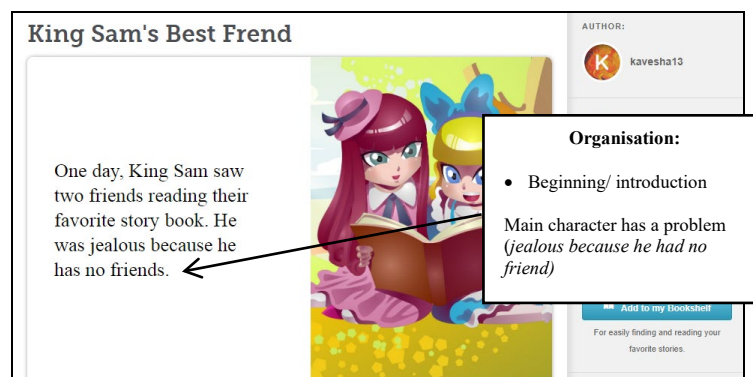 King Sam's Best Frend
One day, King Sam saw
two friends reading their
favorite story book. He
was jealous because he
has no friends.
AUTHOR:
K
kavesha13
Organisation:
• Beginning/ introduction
Main character has a problem
(jealous because he had no
friend)
Add to my Bookshelf
For easily finding and reading your
favorite stories.